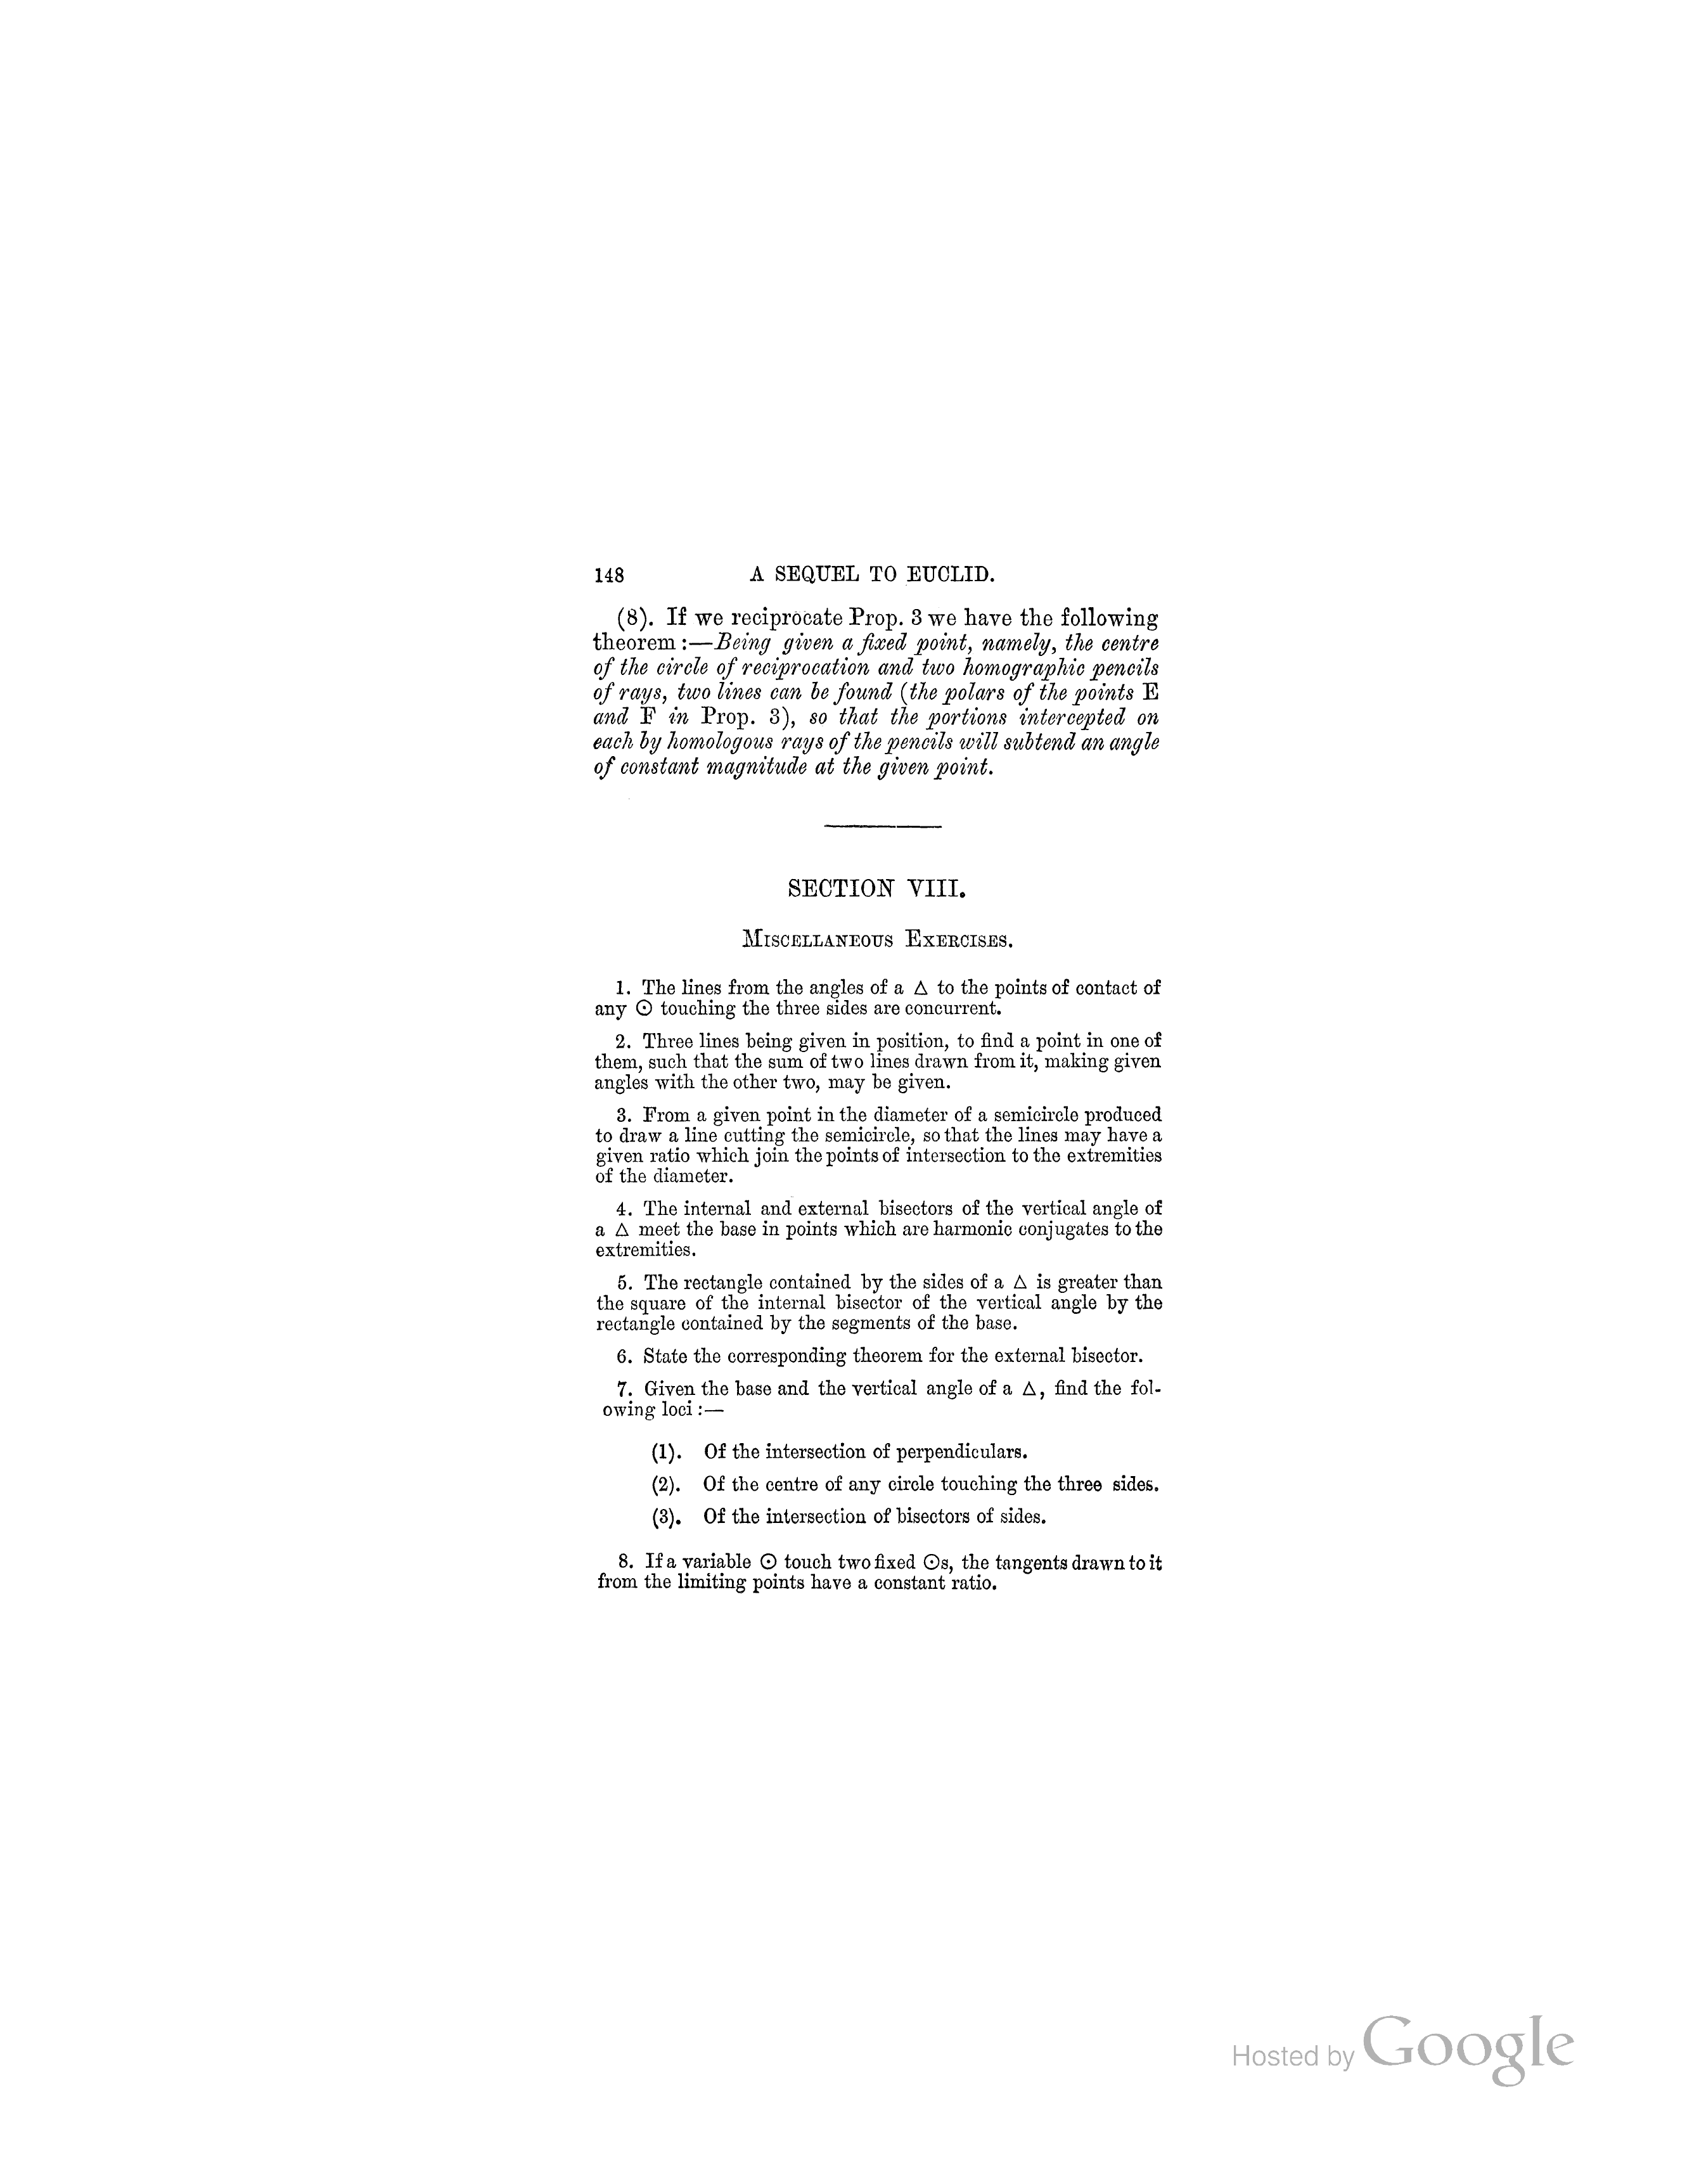 148 A SEQUEL TO EUCLID.
(8). If we reciprocate Prop. 3 we have the following
theorem :—Being given a fixed point, namely, the centre
of the circle of reciprocation and two homographic pencils
of rays, two lines can be found (the polars of the points E
and F in Prop. 3), so that the portions intercepted on
each by homologous rays of the pencils will subtend an angle
of constant magnitude at the given point.
SECTION VIII.
Miscellaneous Exercises.
1. The lines from the angles of a △ to the points of contact of
any ⊙ touching the three sides are concurrent.
2. Three lines being given in position, to find a point in one of
them, such that the sum of two lines drawn from it, making given
angles with the other two, may be given.
3. From a given point in the diameter of a semicircle produced
to draw a line cutting the semicircle, so that the lines may have a
given ratio which join the points of intersection to the extremities
of the diameter.
4. The internal and external bisectors of the vertical angle of
a △ meet the base in points which are harmonic conjugates to the
extremities.
5. The rectangle contained by the sides of a △ is greater than
the square of the internal bisector of the vertical angle by the
rectangle contained by the segments of the base.
6. State the corresponding theorem for the external bisector.
7. Given the base and the vertical angle of a △, find the fol-
owing loci :—
(1). Of the intersection of perpendiculars.
(2). Of the centre of any circle touching the three sides.
(3). Of the intersection of bisectors of sides.
8. If a variable ⊙ touch two fixed ⊙s, the tangents drawn to it
from the limiting points have a constant ratio.
Hosted by Google